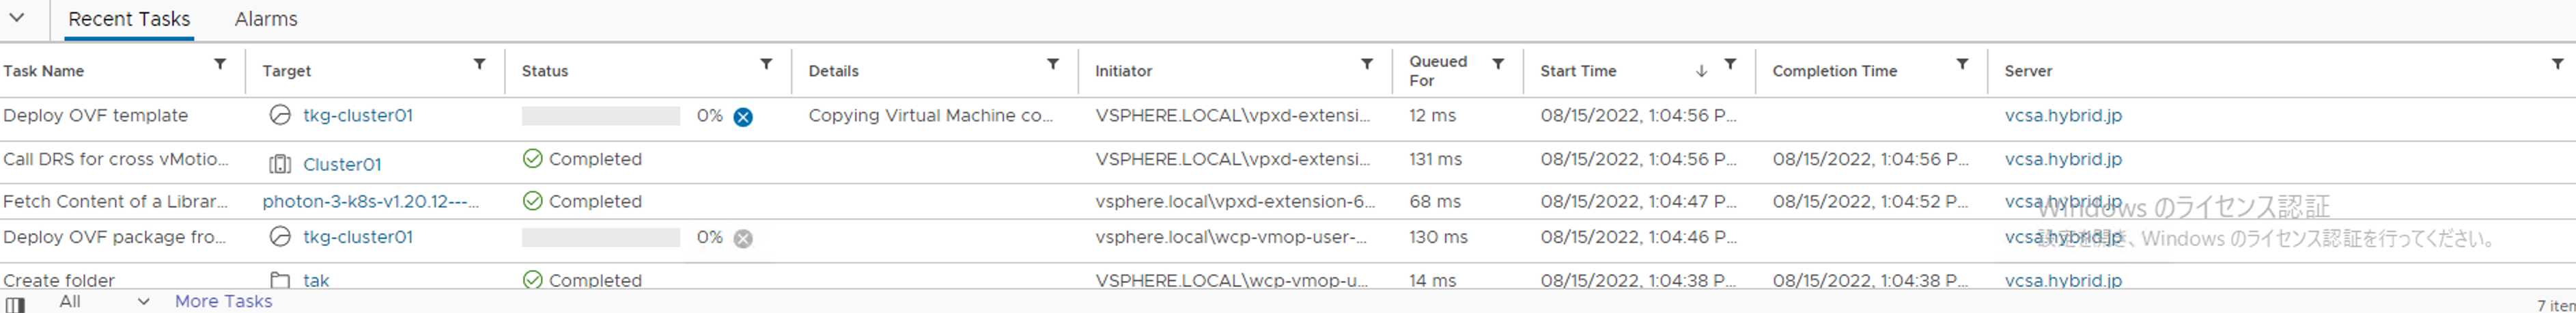 Recent Tasks Alarms
Task Name Target Status Details Initiator Queued For Start Time Completion Time Server
Deploy OVF template tkg-cluster01 0% Copying Virtual Machine co... VSPHERE.LOCAL\vpxd-extensi... 12 ms 08/15/2022, 1:04:56 P... vcsa.hybrid.jp
Call DRS for cross vMotio... Cluster01 Completed VSPHERE.LOCAL\vpxd-extensi... 131 ms 08/15/2022, 1:04:56 P... 08/15/2022, 1:04:56 P... vcsa.hybrid.jp
Fetch Content of a Librar... photon-3-k8s-v1.20.12---... Completed vsphere.local\vpxd-extension-6... 68 ms 08/15/2022, 1:04:47 P... 08/15/2022, 1:04:52 P... vcsa.hybrid.jp
Windows のライセンス認証
Deploy OVF package fro... tkg-cluster01 0% vsphere.local\wcp-vmop-user-... 130 ms 08/15/2022, 1:04:46 P... vcsa.hybrid.jp
設定を開き、Windows のライセンス認証を行ってください。
Create folder tak Completed VSPHERE.LOCAL\wcp-vmop-u... 14 ms 08/15/2022, 1:04:38 P... 08/15/2022, 1:04:38 P... vcsa.hybrid.jp
All More Tasks 7 item